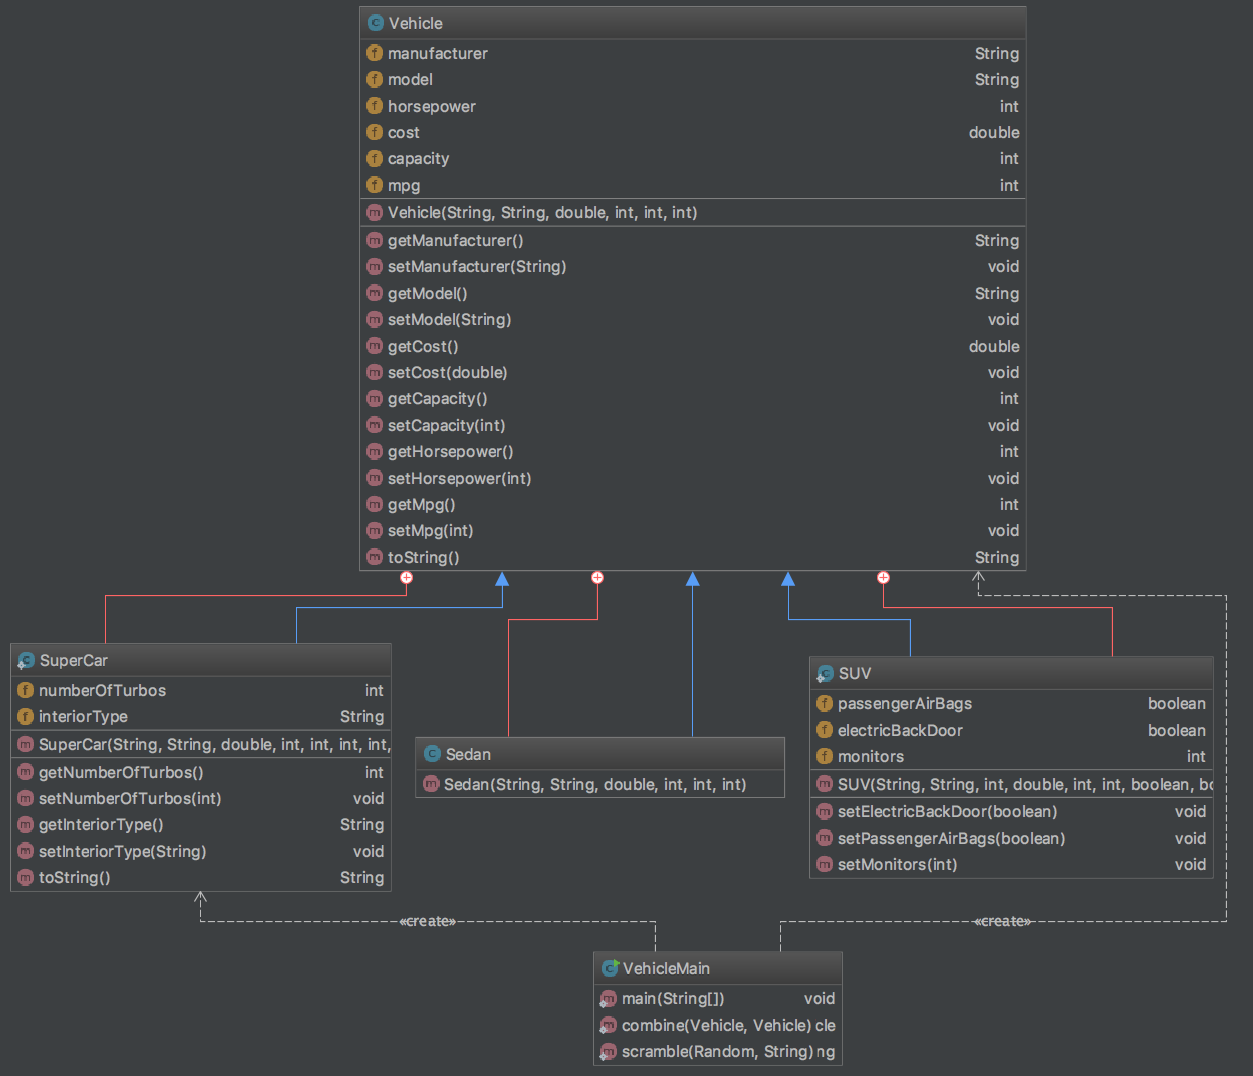 Vehicle
manufacturer String
model String
horsepower int
cost double
capacity int
mpg int
Vehicle(String, String, double, int, int, int)
getManufacturer() String
setManufacturer(String) void
getModel() String
setModel(String) void
getCost() double
setCost(double) void
getCapacity() int
setCapacity(int) void
getHorsepower() int
setHorsepower(int) void
getMpg() int
setMpg(int) void
toString() String
SuperCar
numberOfTurbos int
interiorType String
SuperCar(String, String, double, int, int, int, int,
getNumberOfTurbos() int
setNumberOfTurbos(int) void
getInteriorType() String
setInteriorType(String) void
toString() String
Sedan
Sedan(String, String, double, int, int, int)
SUV
passengerAirBags boolean
electricBackDoor boolean
monitors int
SUV(String, String, int, double, int, int, boolean, bo
setElectricBackDoor(boolean) void
setPassengerAirBags(boolean) void
setMonitors(int) void
«create»
«create»
VehicleMain
main(String[]) void
combine(Vehicle, Vehicle) cle
scramble(Random, String) ng